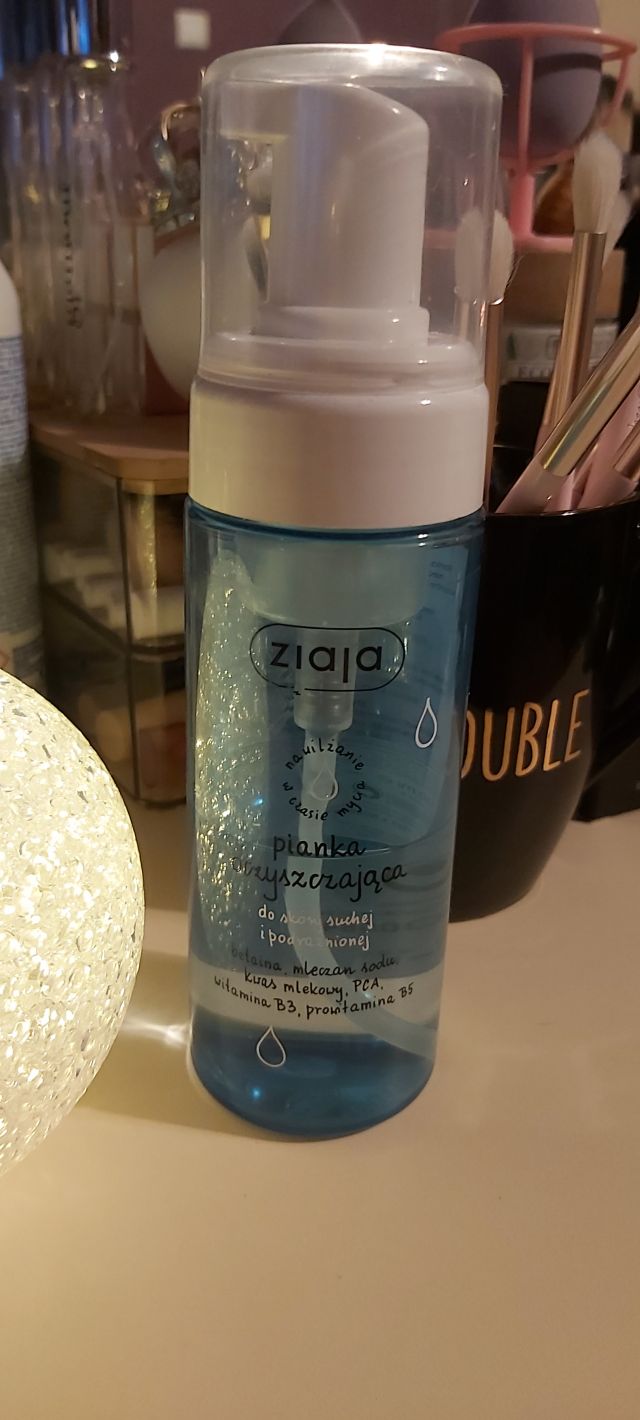 ziaja
nawilżanie
w czasie mycia
pianka
oczyszczająca
do skóry suchej
i podrażnionej
betaina, mleczan sodu,
kwas mlekowy, PCA,
witamina B3, prowitamina B5
OUBLE